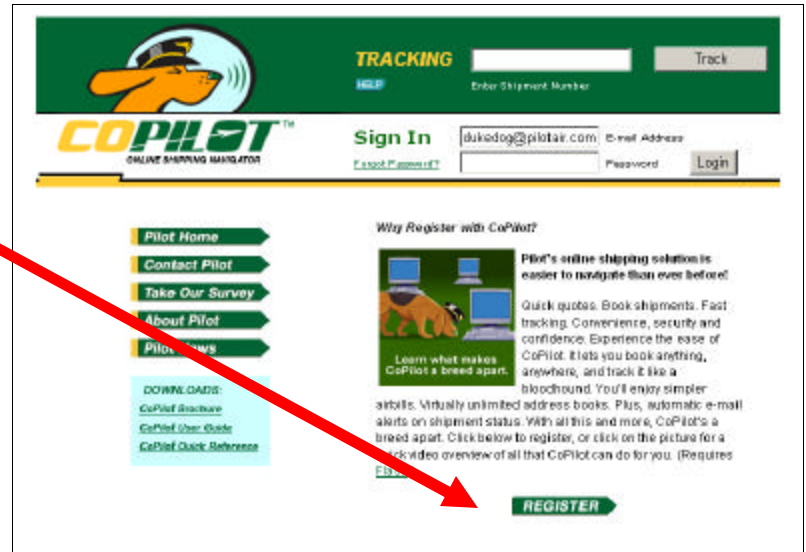 TRACKING
Track
HELP
Enter Shipment Number
COPILOT™
ONLINE SHIPPING NAVIGATOR
Sign In
dukedog@pilotair.com
E-mail Address
Forgot Password?
Password
Login
Pilot Home
Contact Pilot
Take Our Survey
About Pilot
Pilot News
DOWNLOADS:
CoPilot Brochure
CoPilot User Guide
CoPilot Quick Reference
Why Register with CoPilot?
Learn what makes
CoPilot a breed apart.
Pilot's online shipping solution is
easier to navigate than ever before!
Quick quotes. Book shipments. Fast
tracking. Convenience, security and
confidence. Experience the ease of
CoPilot. It lets you book anything,
anywhere, and track it like a
bloodhound. You'll enjoy simpler
airbills. Virtually unlimited address books. Plus, automatic e-mail
alerts on shipment status. With all this and more, CoPilot's a
breed apart. Click below to register, or click on the picture for a
quick video overview of all that CoPilot can do for you. (Requires
REGISTER